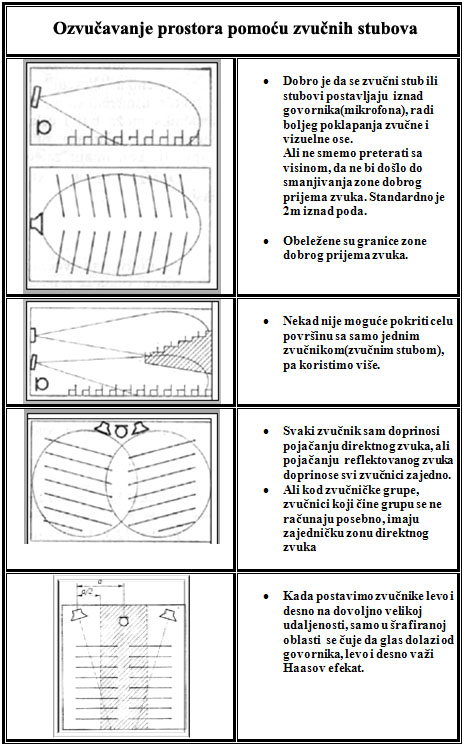 Ozvučavanje prostora pomoću zvučnih stubova
• Dobro je da se zvučni stub ili
stubovi postavljaju iznad
govornika(mikrofona), radi
boljeg poklapanja zvučne i
vizuelne ose.
Ali ne smemo preterati sa
visinom, da ne bi došlo do
smanjivanja zone dobrog
prijema zvuka. Standardno je
2m iznad poda.
• Obeležene su granice zone
dobrog prijema zvuka.
• Nekad nije moguće pokriti celu
površinu sa samo jednim
zvučnikom(zvučnim stubom),
pa koristimo više.
• Svaki zvučnik sam doprinosi
pojačanju direktnog zvuka, ali
pojačanju reflektovanog zvuka
doprinose svi zvučnici zajedno.
• Ali kod zvučničke grupe,
zvučnici koji čine grupu se ne
računaju posebno, imaju
zajedničku zonu direktnog
zvuka
a
a/2
• Kada postavimo zvučnike levo i
desno na dovoljno velikoj
udaljenosti, samo u šrafiranoj
oblasti se čuje da glas dolazi od
govornika, levo i desno važi
Haasov efekat.